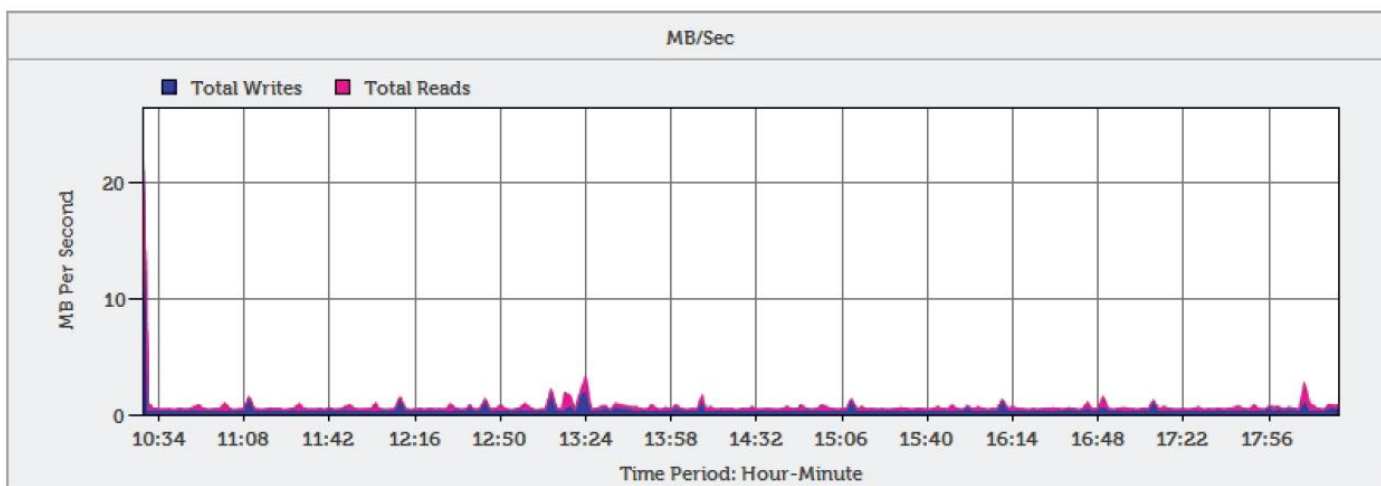 MB/Sec
Total Writes Total Reads
MB Per Second
20
10
0
10:34 11:08 11:42 12:16 12:50 13:24 13:58 14:32 15:06 15:40 16:14 16:48 17:22 17:56
Time Period: Hour-Minute